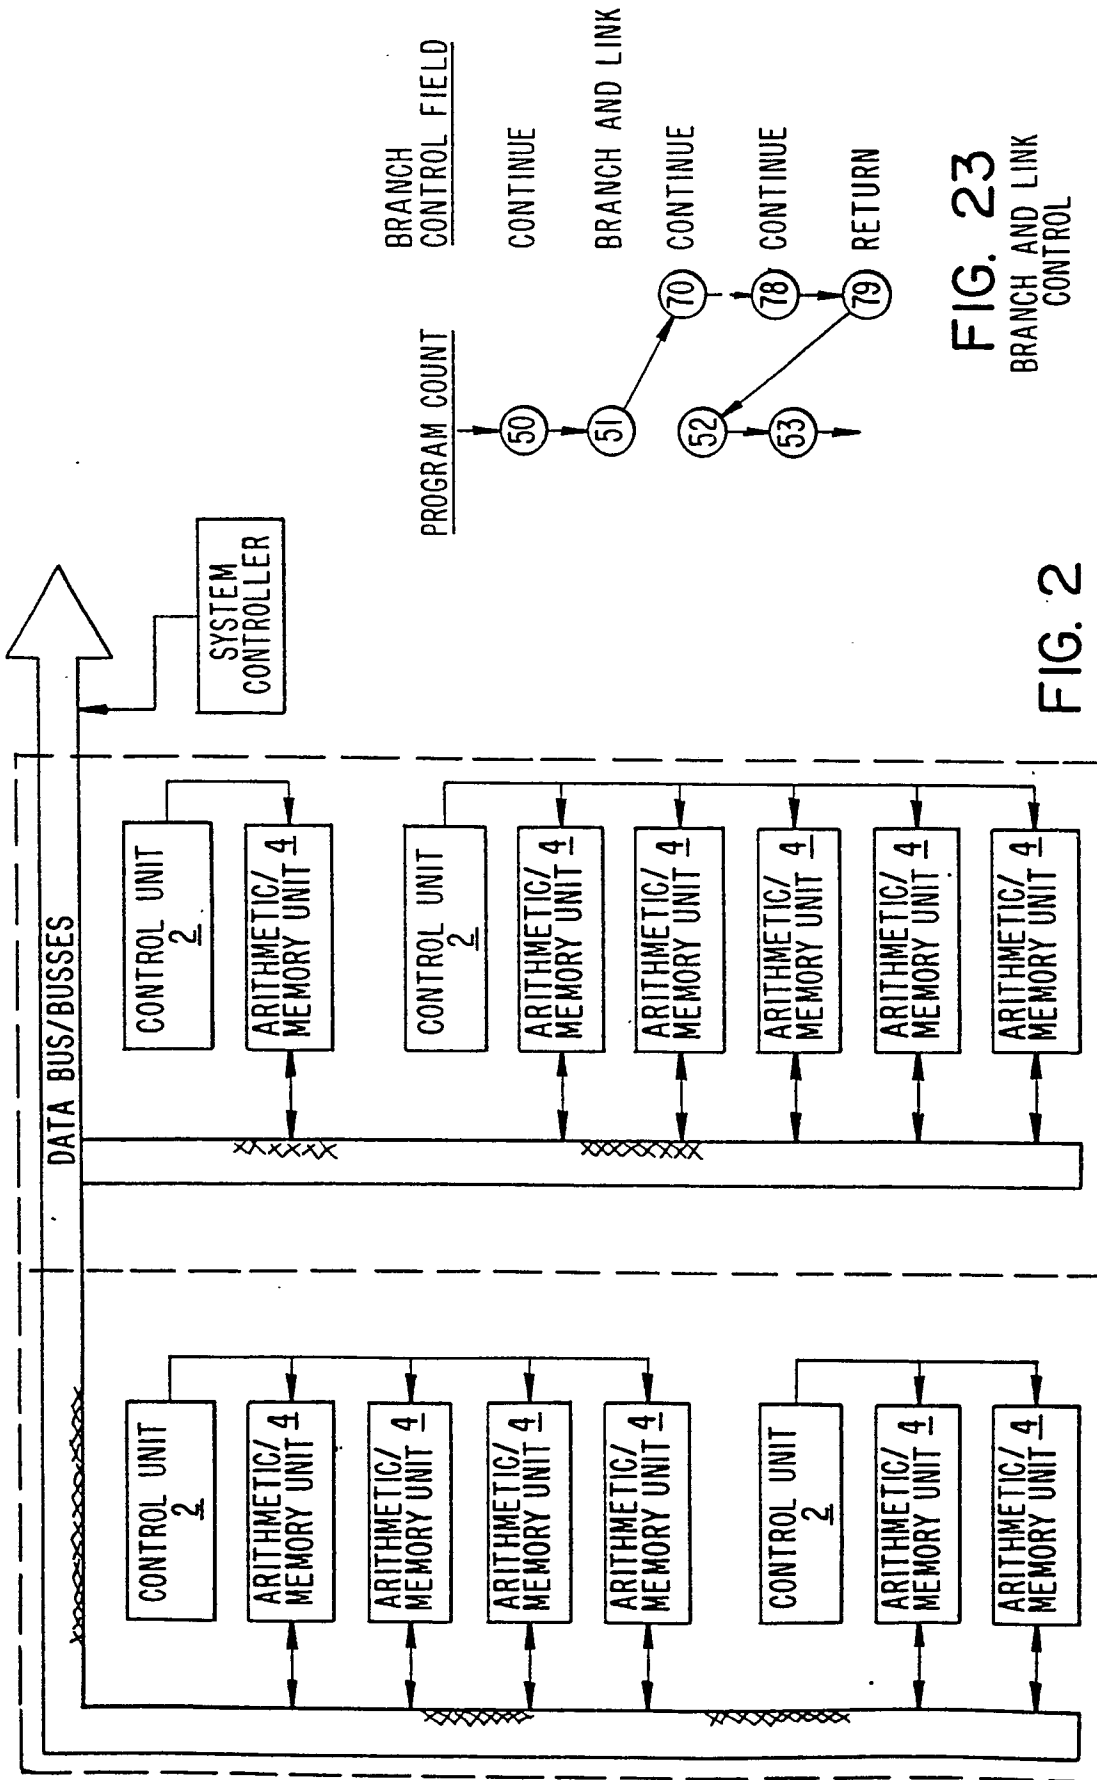 DATA BUS/BUSSES
SYSTEM
CONTROLLER
CONTROL UNIT
2
ARITHMETIC/
MEMORY UNIT 4
ARITHMETIC/
MEMORY UNIT 4
ARITHMETIC/
MEMORY UNIT 4
ARITHMETIC/
MEMORY UNIT 4
CONTROL UNIT
2
ARITHMETIC/
MEMORY UNIT 4
ARITHMETIC/
MEMORY UNIT 4
CONTROL UNIT
2
ARITHMETIC/
MEMORY UNIT 4
CONTROL UNIT
2
ARITHMETIC/
MEMORY UNIT 4
ARITHMETIC/
MEMORY UNIT 4
ARITHMETIC/
MEMORY UNIT 4
ARITHMETIC/
MEMORY UNIT 4
ARITHMETIC/
MEMORY UNIT 4
FIG. 2
PROGRAM COUNT
BRANCH
CONTROL FIELD
50
CONTINUE
51
BRANCH AND LINK
70
CONTINUE
52
78
CONTINUE
53
79
RETURN
FIG. 23
BRANCH AND LINK
CONTROL